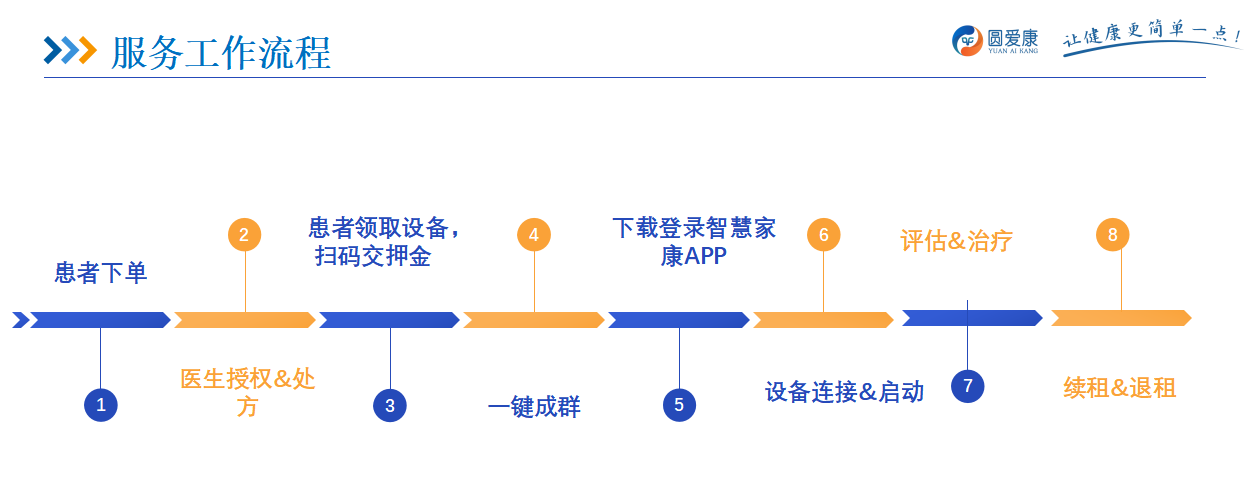 服务工作流程
圆爱康
YUAN AI KANG
让健康更简单一点!
患者下单
1
2
医生授权&处
方
患者领取设备，
扫码交押金
3
4
一键成群
下载登录智慧家
康APP
5
6
设备连接&启动
评估&治疗
7
8
续租&退租